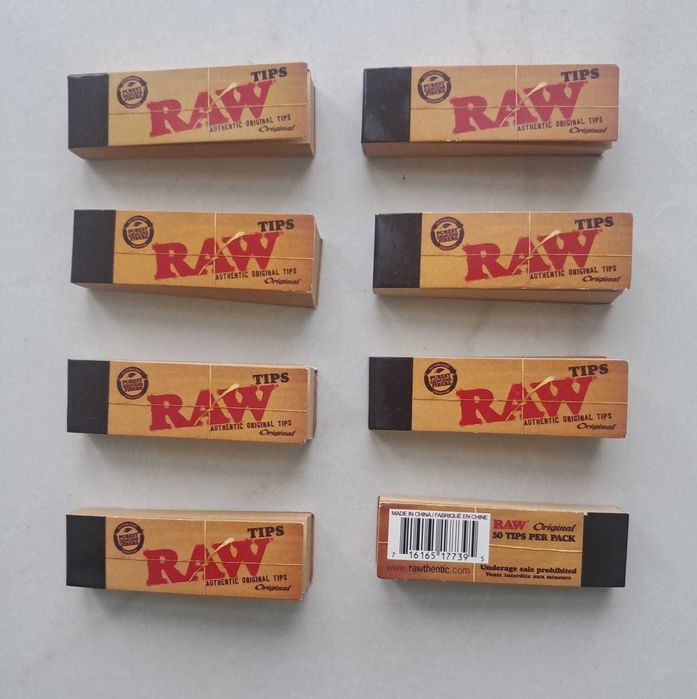 TIPS
RAW
AUTHENTIC ORIGINAL TIPS
Original
TIPS
RAW
AUTHENTIC ORIGINAL TIPS
Original
TIPS
RAW
AUTHENTIC ORIGINAL TIPS
Original
TIPS
RAW
AUTHENTIC ORIGINAL TIPS
Original
TIPS
RAW
AUTHENTIC ORIGINAL TIPS
Original
TIPS
RAW
AUTHENTIC ORIGINAL TIPS
Original
TIPS
RAW
AUTHENTIC ORIGINAL TIPS
Original
MADE IN CHINA / FABRIQUÉ EN CHINE
7 16165 17739 5
RAW Original
50 TIPS PER PACK
www.rawthentic.com
Underage sale prohibited
Vente interdite aux mineurs